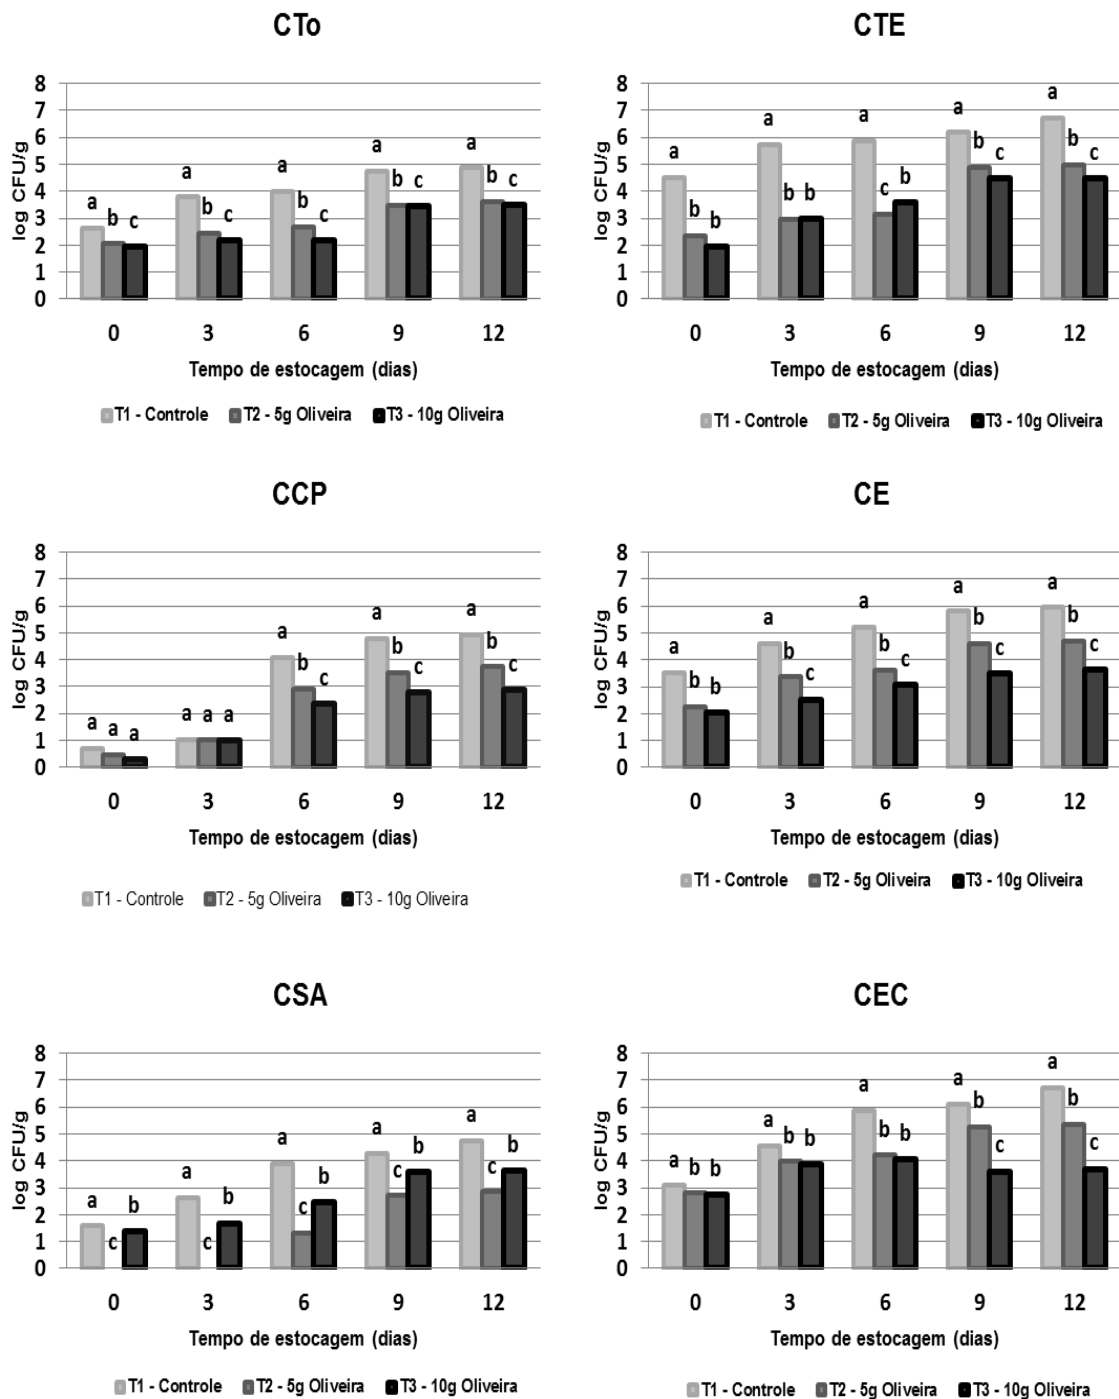 CTo
8
7
6
5
4
3
2
1
0
log CFU/g
a b c
a b c
a b c
a b c
a b c
0 3 6 9 12
Tempo de estocagem (dias)
T1 - Controle T2 - 5g Oliveira T3 - 10g Oliveira
CTE
8
7
6
5
4
3
2
1
0
log CFU/g
a b b
a b b
a c b
a b c
a b c
0 3 6 9 12
Tempo de estocagem (dias)
T1 - Controle T2 - 5g Oliveira T3 - 10g Oliveira
CCP
8
7
6
5
4
3
2
1
0
log CFU/g
a a a
a a a
a b c
a b c
a b c
0 3 6 9 12
Tempo de estocagem (dias)
T1 - Controle T2 - 5g Oliveira T3 - 10g Oliveira
CE
8
7
6
5
4
3
2
1
0
log CFU/g
a b b
a b c
a b c
a b c
a b c
0 3 6 9 12
Tempo de estocagem (dias)
T1 - Controle T2 - 5g Oliveira T3 - 10g Oliveira
CSA
8
7
6
5
4
3
2
1
0
log CFU/g
a c b
a c b
a c b
a c b
a c b
0 3 6 9 12
Tempo de estocagem (dias)
T1 - Controle T2 - 5g Oliveira T3 - 10g Oliveira
CEC
8
7
6
5
4
3
2
1
0
log CFU/g
a b b
a b b
a b b
a b c
a b c
0 3 6 9 12
Tempo de estocagem (dias)
T1 - Controle T2 - 5g Oliveira T3 - 10g Oliveira